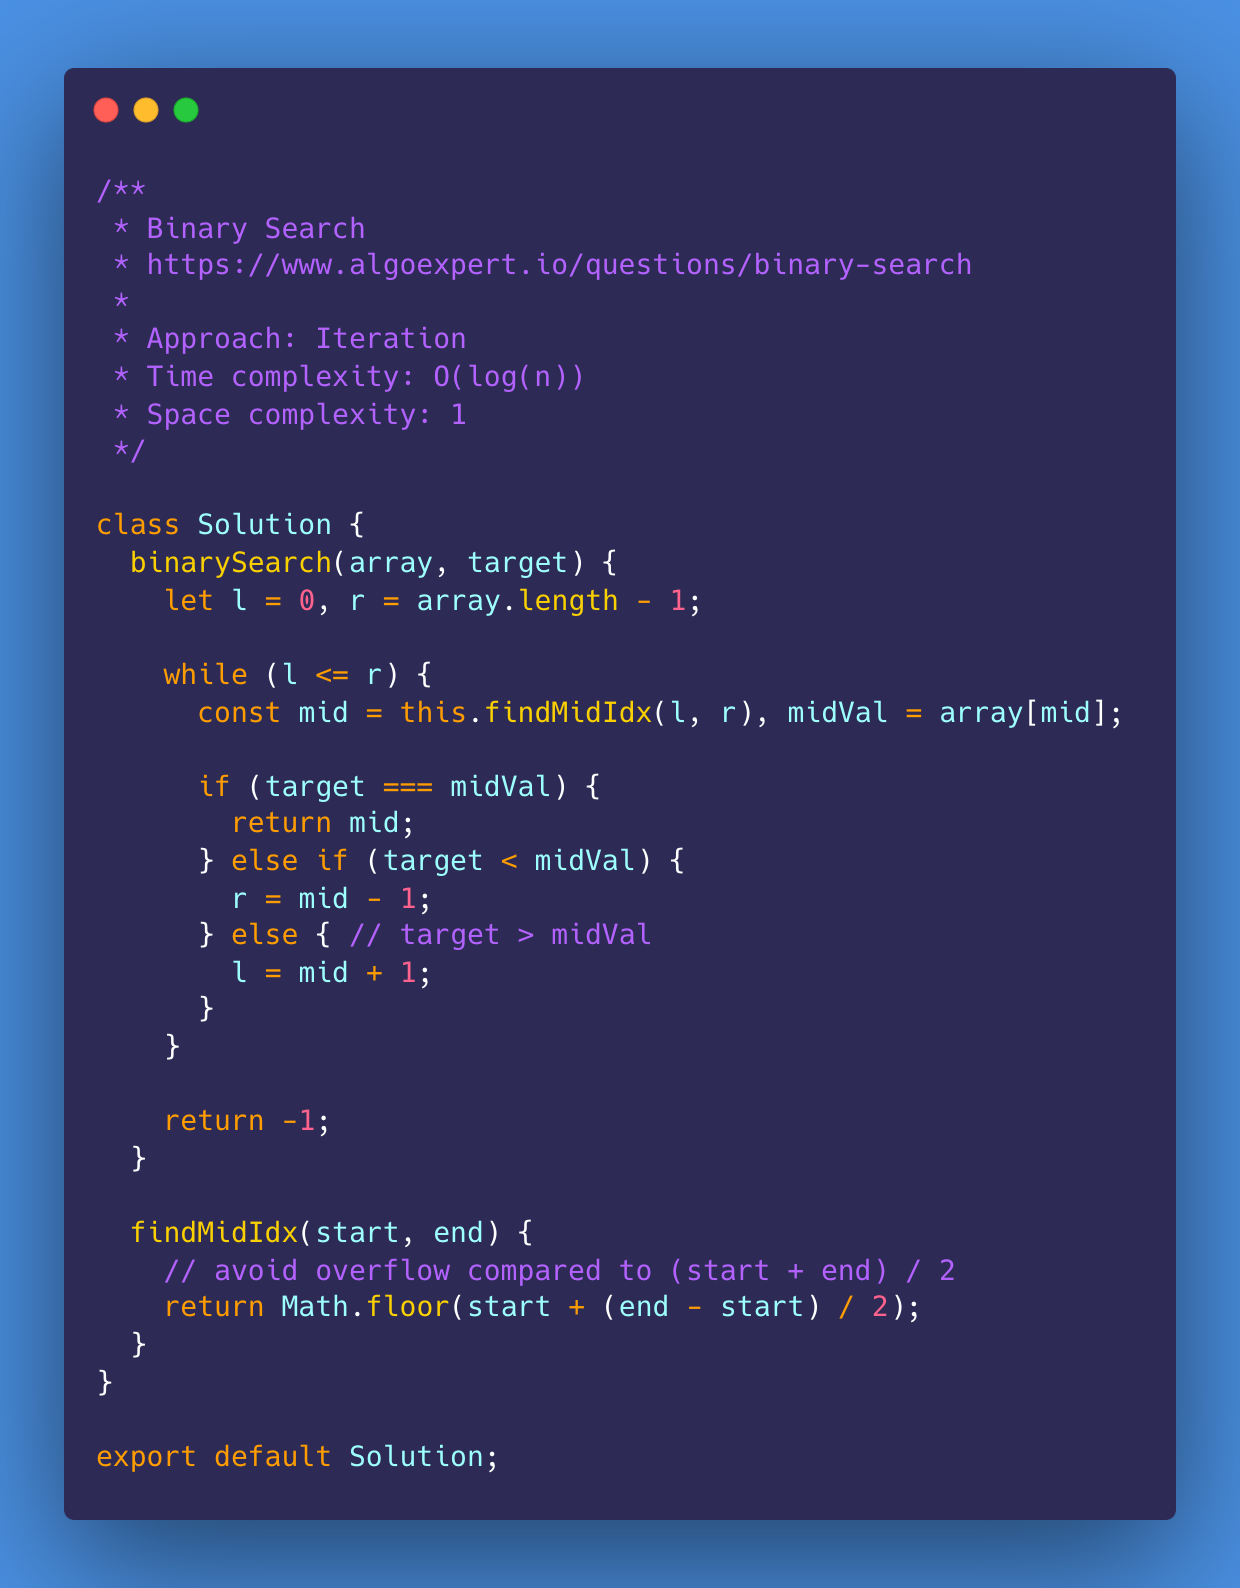 /**
 * Binary Search
 * https://www.algoexpert.io/questions/binary-search
 *
 * Approach: Iteration
 * Time complexity: O(log(n))
 * Space complexity: 1
 */

class Solution {
  binarySearch(array, target) {
    let l = 0, r = array.length - 1;

    while (l <= r) {
      const mid = this.findMidIdx(l, r), midVal = array[mid];

      if (target === midVal) {
        return mid;
      } else if (target < midVal) {
        r = mid - 1;
      } else { // target > midVal
        l = mid + 1;
      }
    }

    return -1;
  }

  findMidIdx(start, end) {
    // avoid overflow compared to (start + end) / 2
    return Math.floor(start + (end - start) / 2);
  }
}

export default Solution;